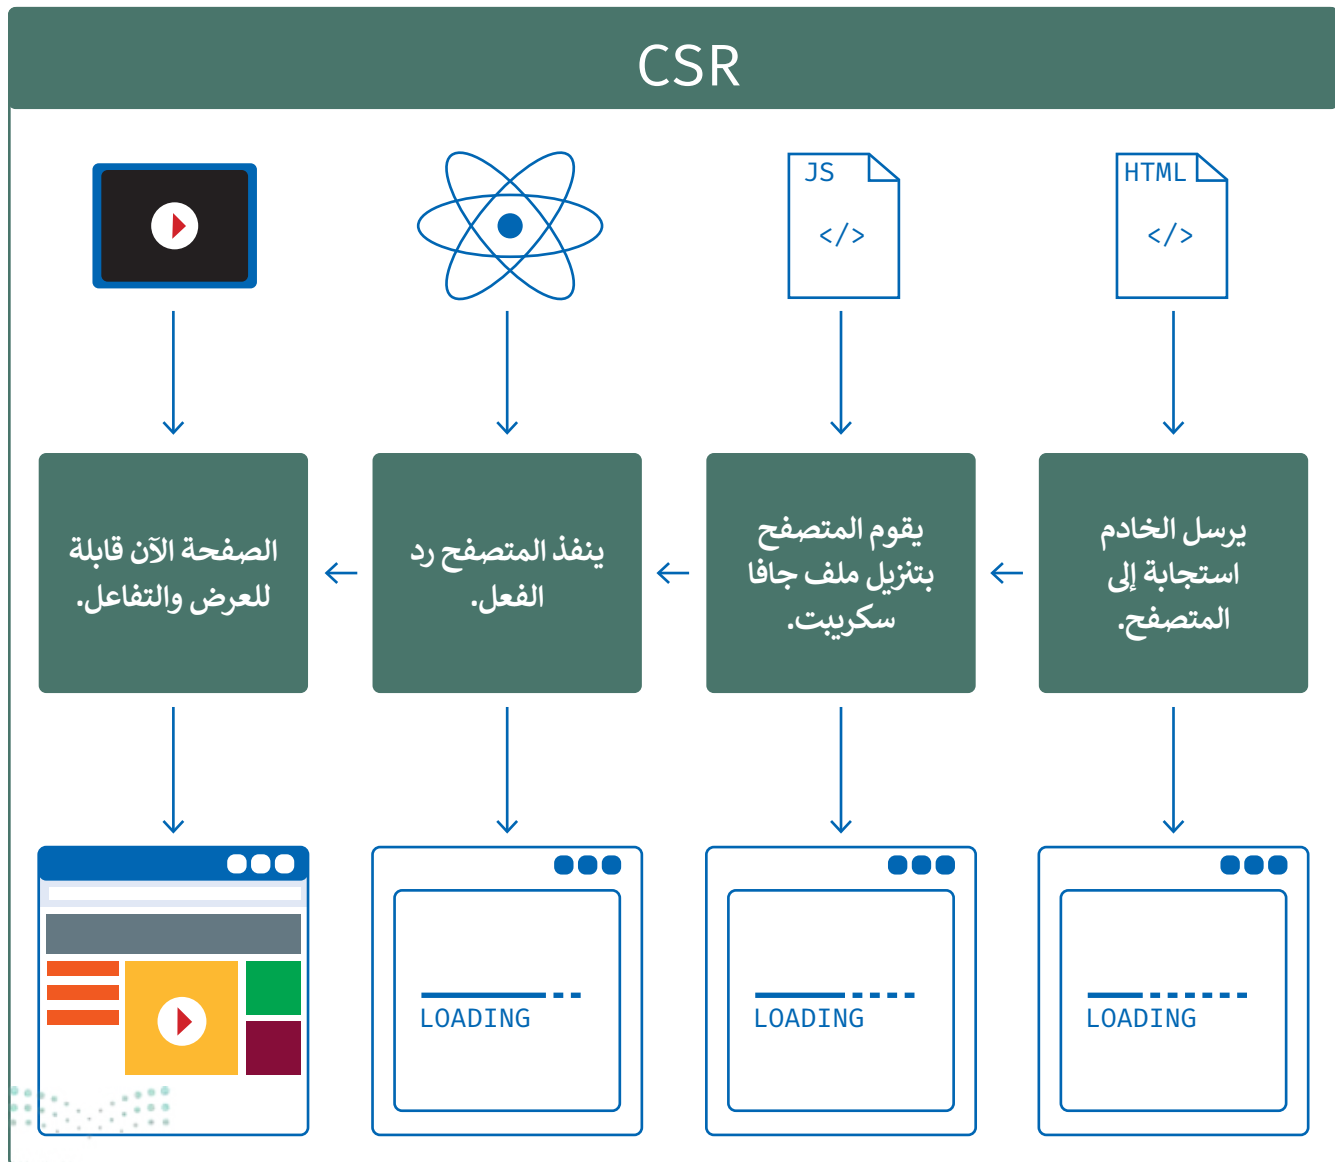 CSR
HTML
</>
JS
</>
يرسل الخادم
استجابة إلى
المتصفح.
يقوم المتصفح
بتنزيل ملف جافا
سكريبت.
ينفذ المتصفح رد
الفعل.
الصفحة الآن قابلة
للعرض والتفاعل.
LOADING
LOADING
LOADING